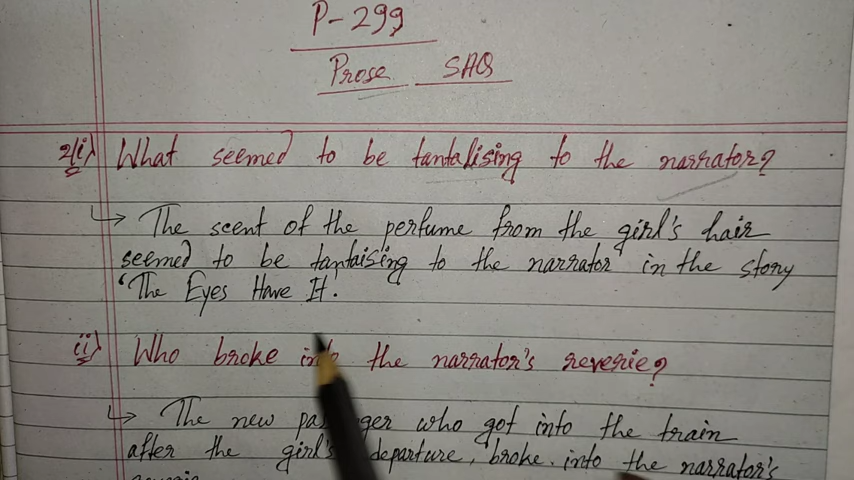 P-299
Prose SAQ
2(i) What seemed to be tantalising to the narrator?
↳ The scent of the perfume from the girl's hair
seemed to be tantaising to the narrator in the story
'The Eyes Have It.'
ii) Who broke into the narrator's reverie?
↳ The new passenger who got into the train
after the girl's departure, broke into the narrator's